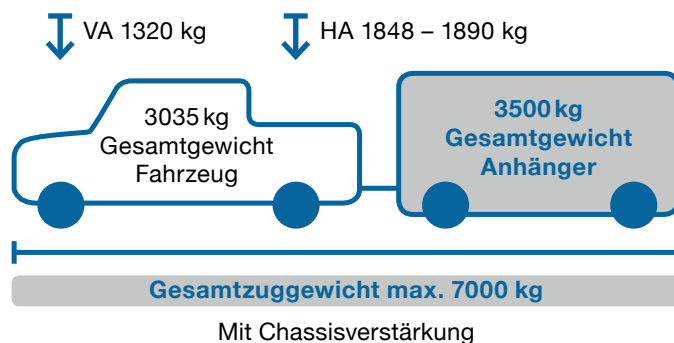 VA 1320 kg
HA 1848 – 1890 kg
3035 kg
Gesamtgewicht
Fahrzeug
3500 kg
Gesamtgewicht
Anhänger
Gesamtzuggewicht max. 7000 kg
Mit Chassisverstärkung